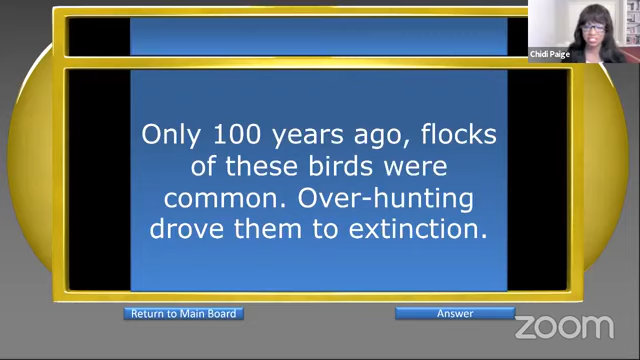 Chidi Paige
Only 100 years ago, flocks
of these birds were
common. Over-hunting
drove them to extinction.
Return to Main Board
Answer
zoom